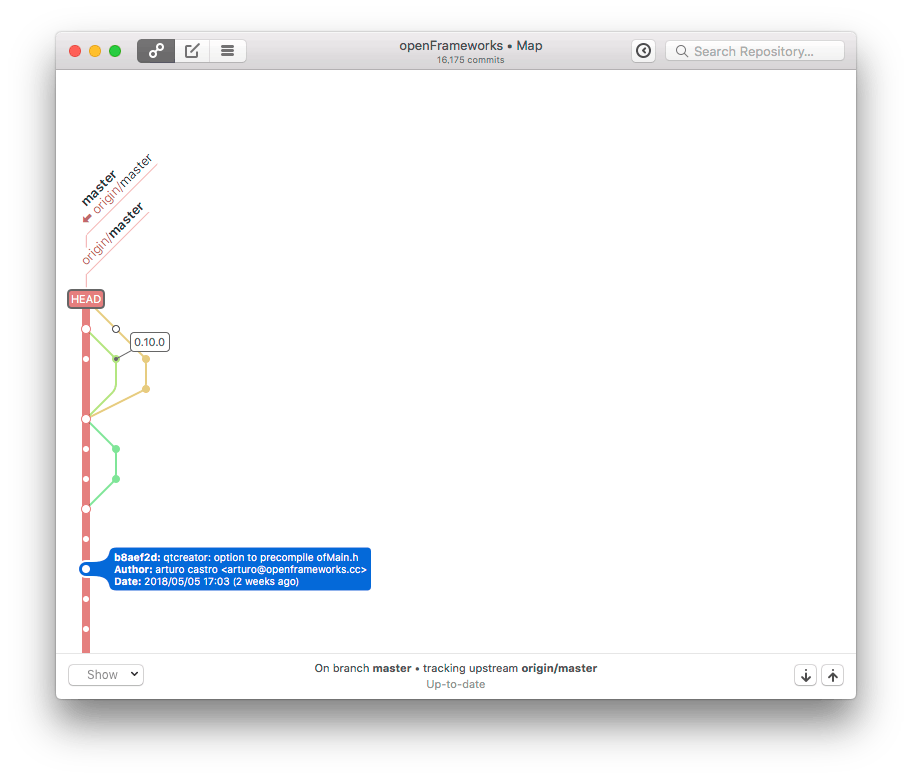 openFrameworks • Map
16,175 commits
Search Repository...
master
origin/master
origin/master
HEAD
0.10.0
b8aef2d: qtcreator: option to precompile ofMain.h
Author: arturo castro <arturo@openframeworks.cc>
Date: 2018/05/05 17:03 (2 weeks ago)
Show
On branch master • tracking upstream origin/master
Up-to-date